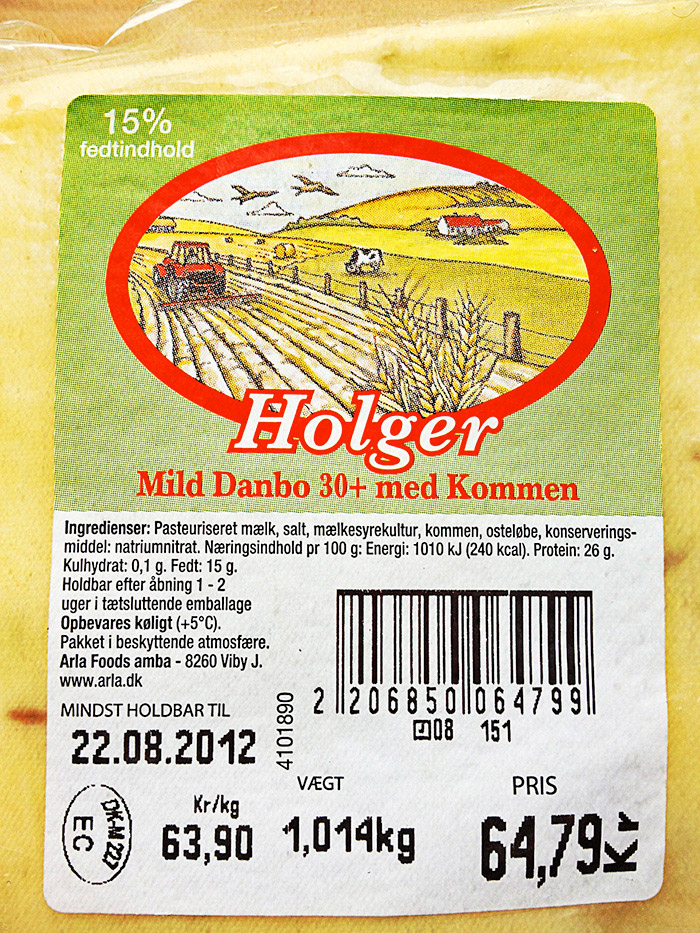 15%
fedtindhold
Holger
Mild Danbo 30+ med Kommen
Ingredienser: Pasteuriseret mælk, salt, mælkesyrekultur, kommen, osteløbe, konserverings-
middel: natriumnitrat. Næringsindhold pr 100 g: Energi: 1010 kJ (240 kcal). Protein: 26 g.
Kulhydrat: 0,1 g. Fedt: 15 g.
Holdbar efter åbning 1 - 2
uger i tætsluttende emballage
Opbevares køligt (+5°C).
Pakket i beskyttende atmosfære.
Arla Foods amba - 8260 Viby J.
www.arla.dk
MINDST HOLDBAR TIL
22.08.2012
4101890
2 206850 064799
08 151
DK-M 227
EC
Kr/kg
63,90
VÆGT
1,014kg
PRIS
64,79 Kr